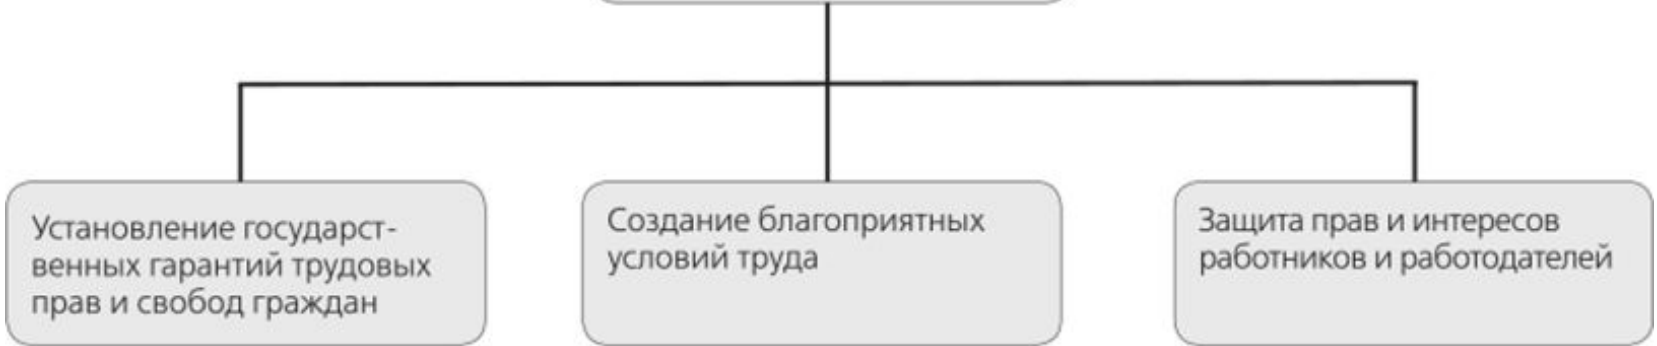 Установление государст-
венных гарантий трудовых
прав и свобод граждан
Создание благоприятных
условий труда
Защита прав и интересов
работников и работодателей